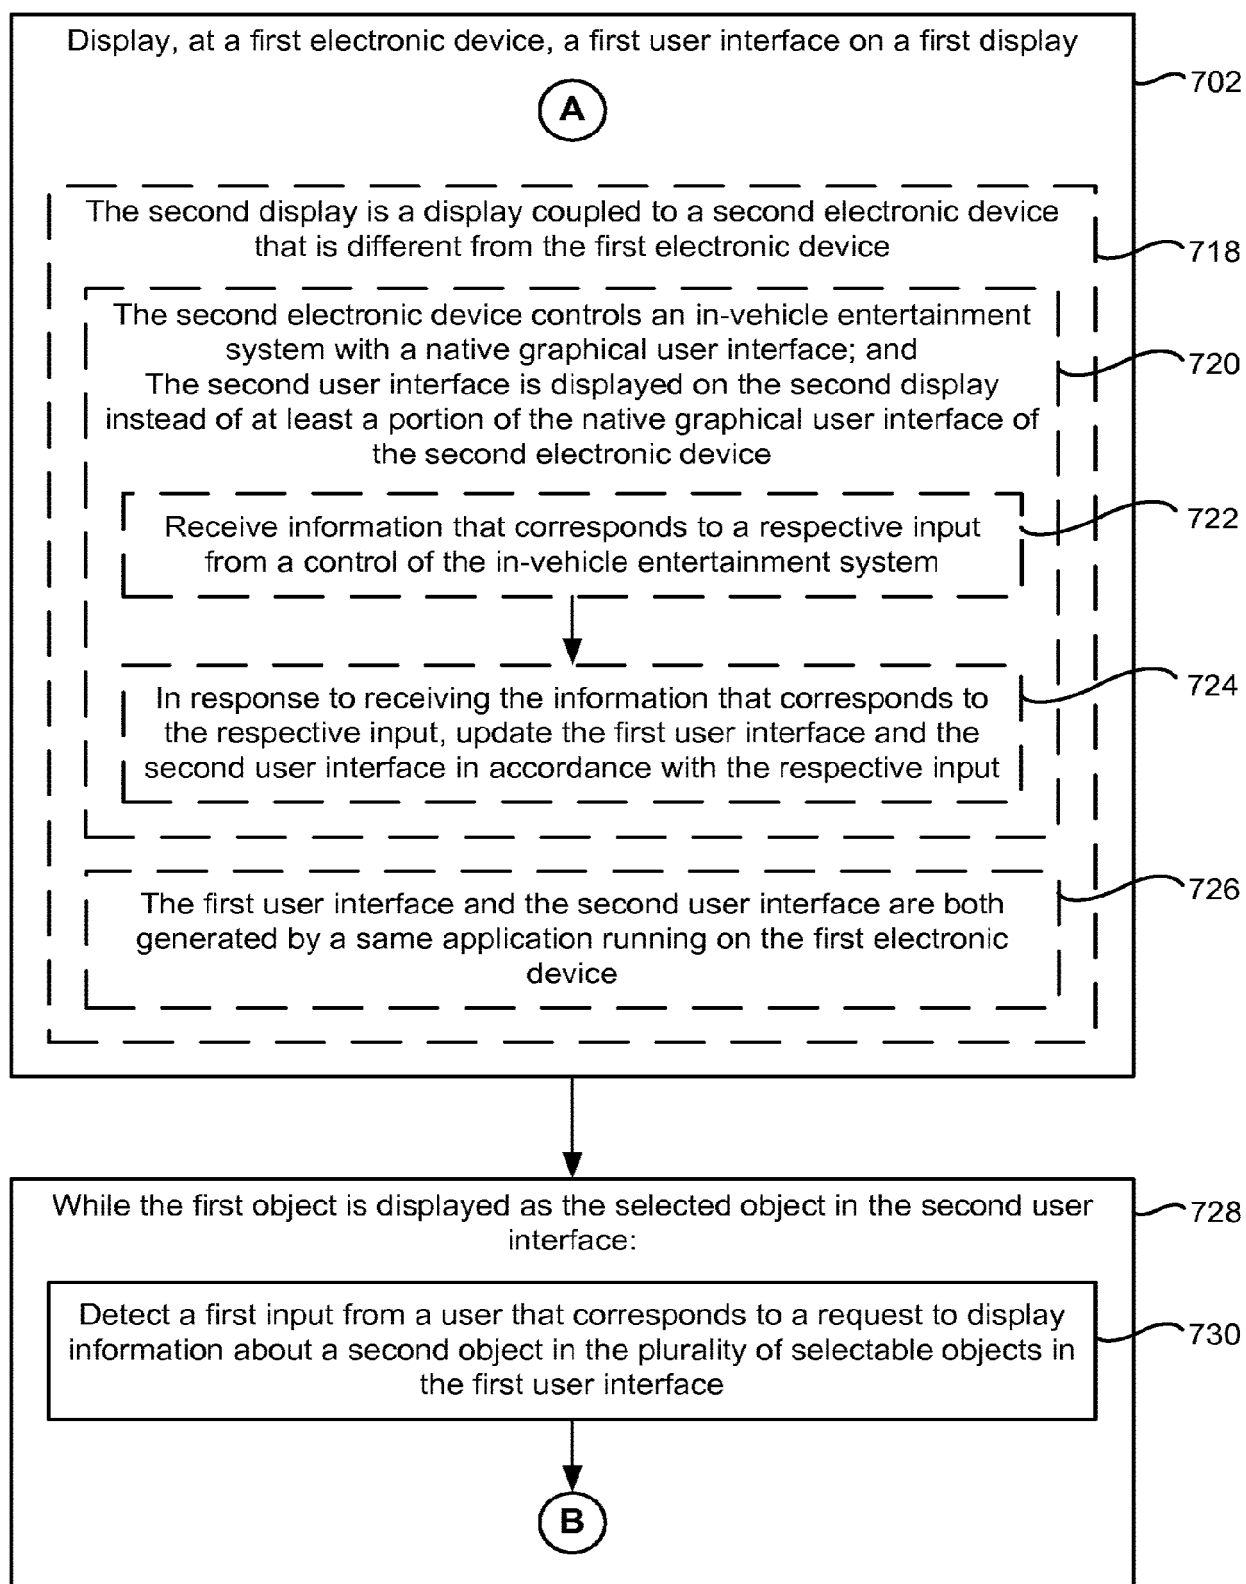 Display, at a first electronic device, a first user interface on a first display
702
A
The second display is a display coupled to a second electronic device
that is different from the first electronic device
718
The second electronic device controls an in-vehicle entertainment
system with a native graphical user interface; and
720
The second user interface is displayed on the second display
instead of at least a portion of the native graphical user interface of
the second electronic device
Receive information that corresponds to a respective input
from a control of the in-vehicle entertainment system
722
In response to receiving the information that corresponds to
the respective input, update the first user interface and the
second user interface in accordance with the respective input
724
The first user interface and the second user interface are both
generated by a same application running on the first electronic
device
726
While the first object is displayed as the selected object in the second user
interface:
728
Detect a first input from a user that corresponds to a request to display
information about a second object in the plurality of selectable objects in
the first user interface
730
B